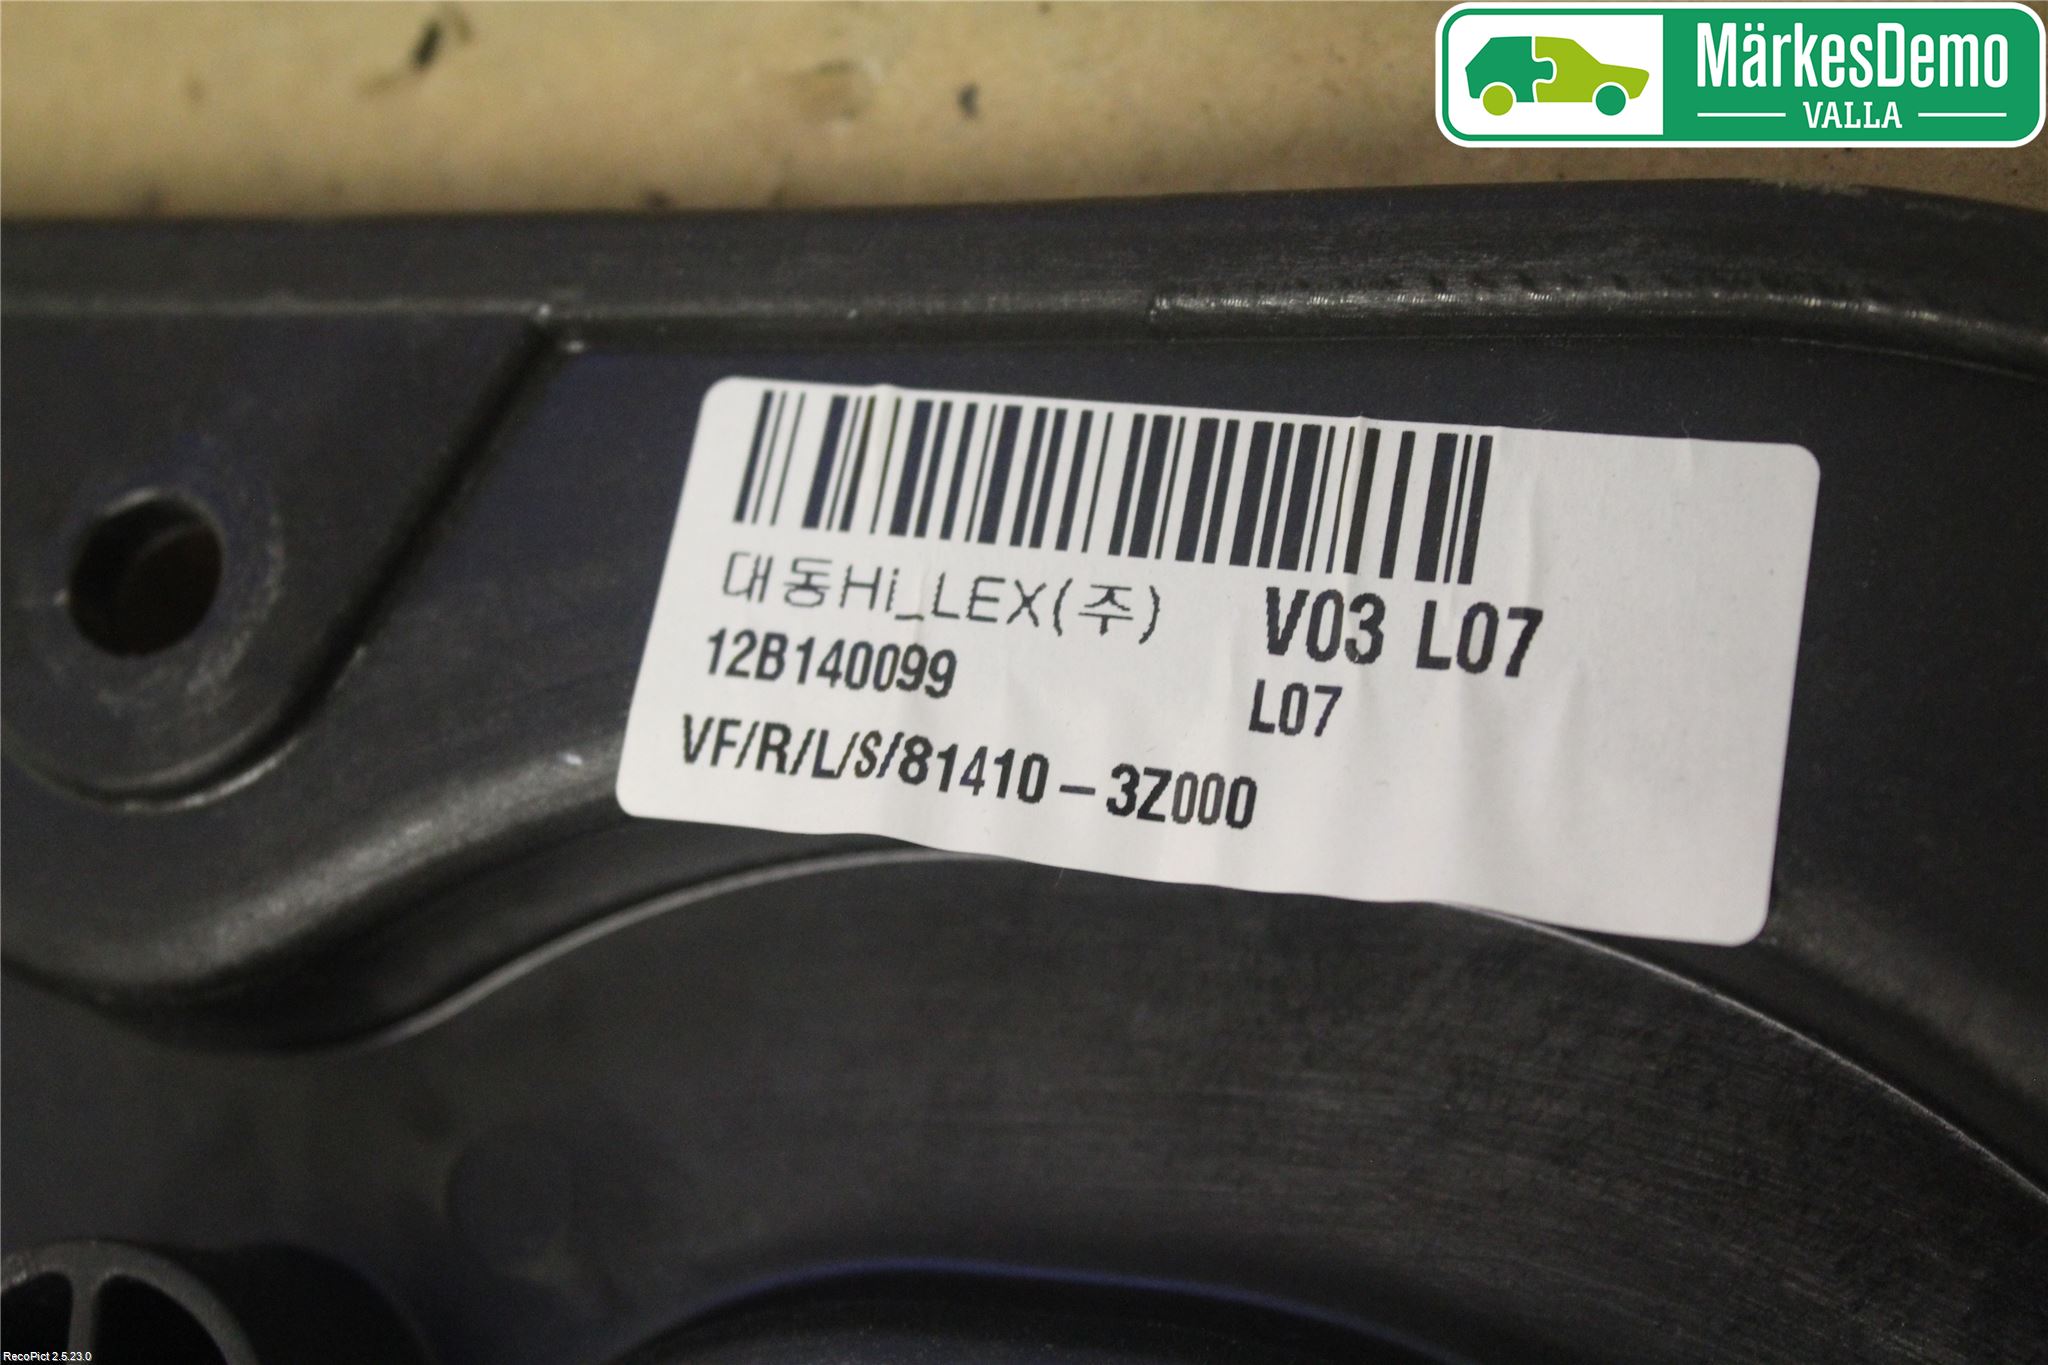 MärkesDemo
VALLA
대동Hi_LEX(주)
V03 L07
12B140099
L07
VF/R/L/S/81410-3Z000
RecoPict 2.5.23.0